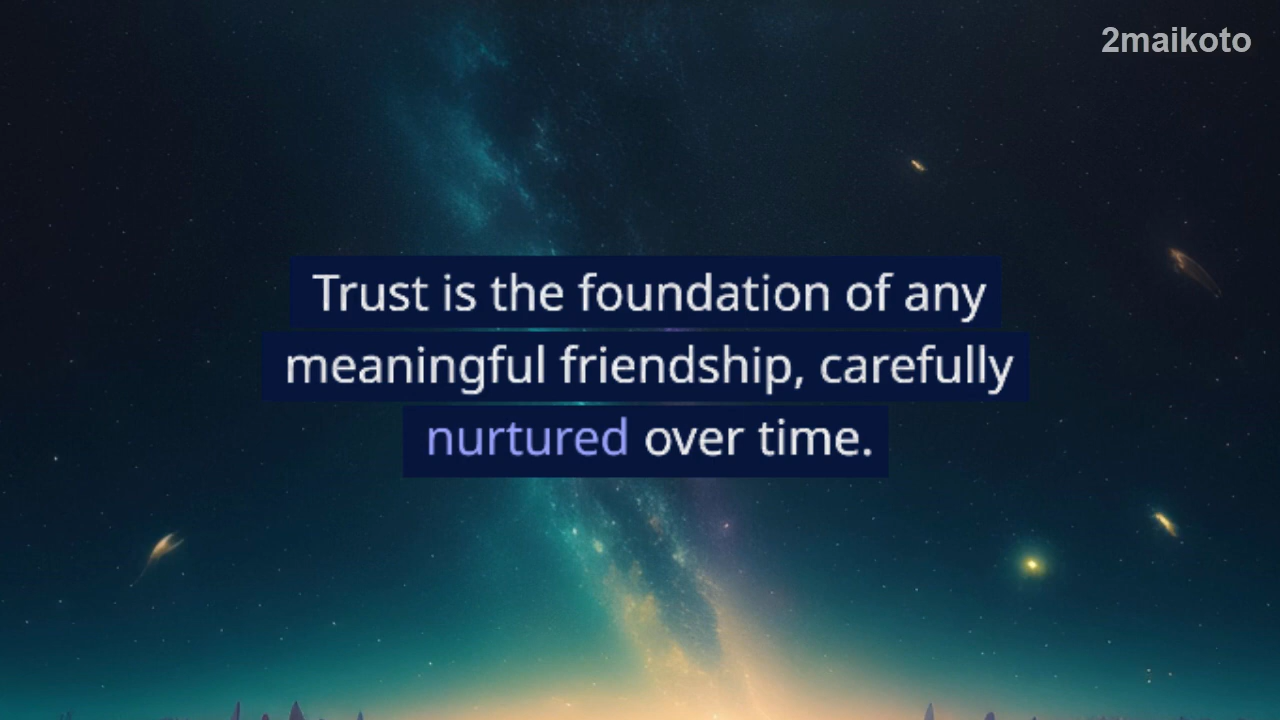 2maikoto
Trust is the foundation of any
meaningful friendship, carefully
nurtured over time.